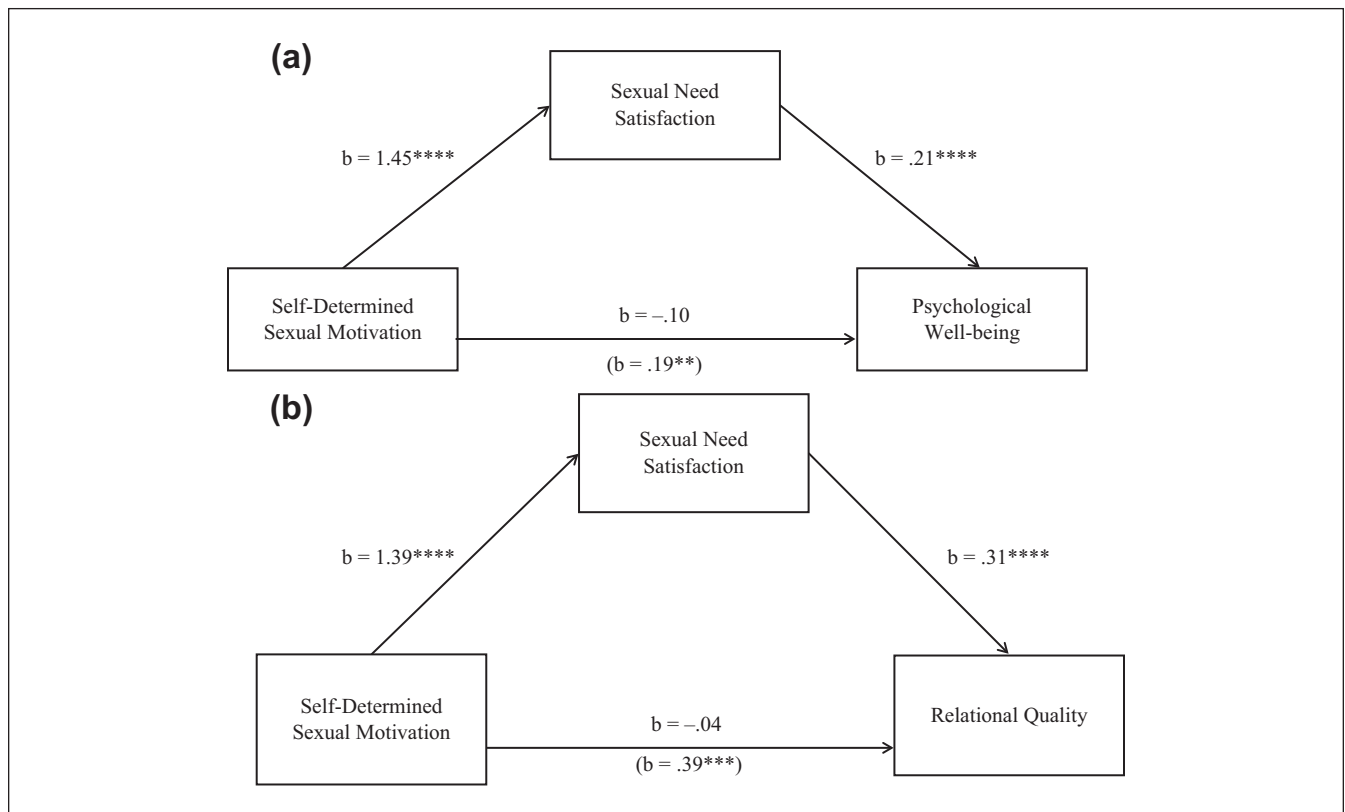 (a)
Sexual Need
Satisfaction
b = 1.45****
b = .21****
Self-Determined
Sexual Motivation
b = –.10
(b = .19**)
Psychological
Well-being
(b)
Sexual Need
Satisfaction
b = 1.39****
b = .31****
Self-Determined
Sexual Motivation
b = –.04
(b = .39***)
Relational Quality